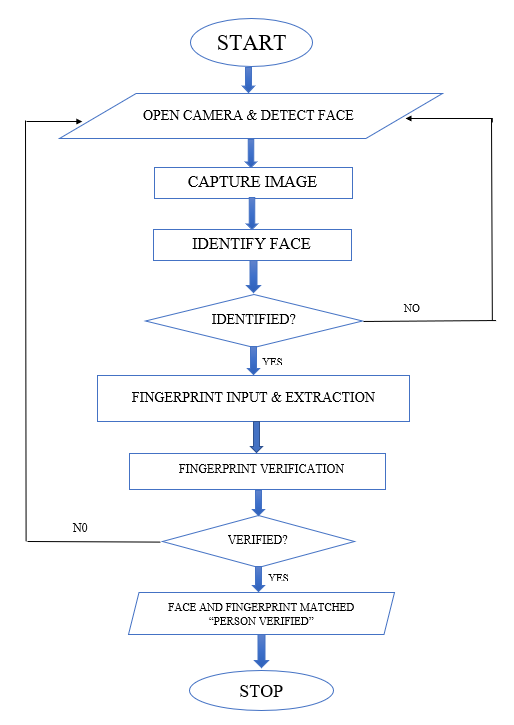 START
OPEN CAMERA & DETECT FACE
CAPTURE IMAGE
IDENTIFY FACE
IDENTIFIED?
NO
YES
FINGERPRINT INPUT & EXTRACTION
FINGERPRINT VERIFICATION
N0
VERIFIED?
YES
FACE AND FINGERPRINT MATCHED
“PERSON VERIFIED”
STOP